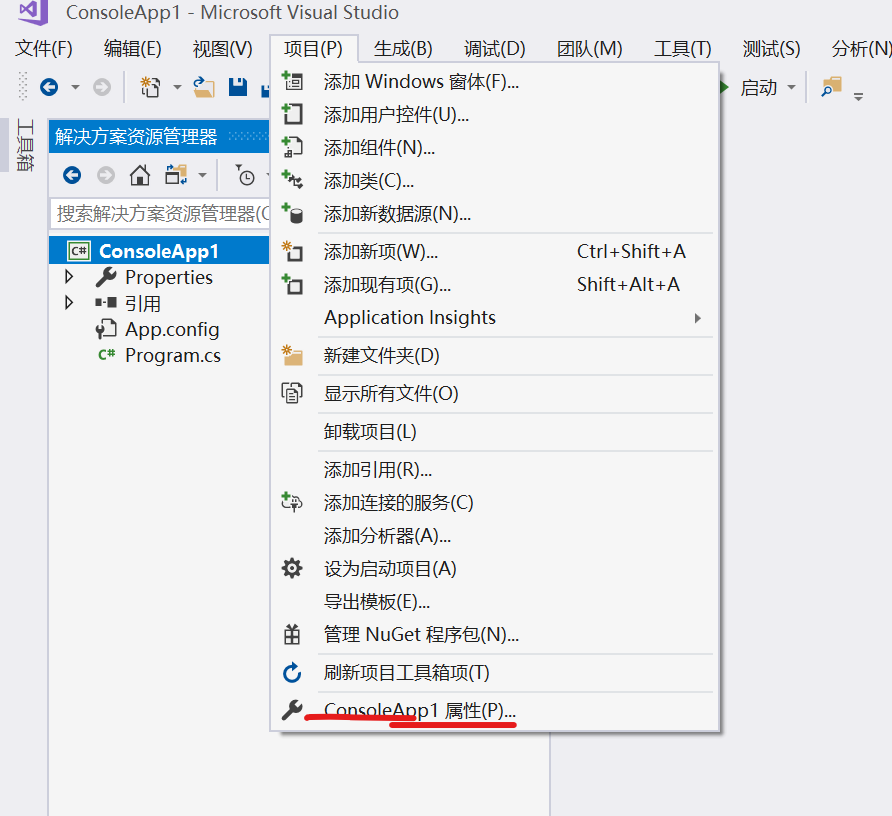 ConsoleApp1 - Microsoft Visual Studio
文件(F) 编辑(E) 视图(V) 项目(P) 生成(B) 调试(D) 团队(M) 工具(T) 测试(S) 分析(N)
启动
工具箱
解决方案资源管理器
搜索解决方案资源管理器(C
C# ConsoleApp1
Properties
引用
App.config
C# Program.cs
添加 Windows 窗体(F)...
添加用户控件(U)...
添加组件(N)...
添加类(C)...
添加新数据源(N)...
添加新项(W)... Ctrl+Shift+A
添加现有项(G)... Shift+Alt+A
Application Insights
新建文件夹(D)
显示所有文件(O)
卸载项目(L)
添加引用(R)...
添加连接的服务(C)
添加分析器(A)...
设为启动项目(A)
导出模板(E)...
管理 NuGet 程序包(N)...
刷新项目工具箱项(T)
ConsoleApp1 属性(P)...